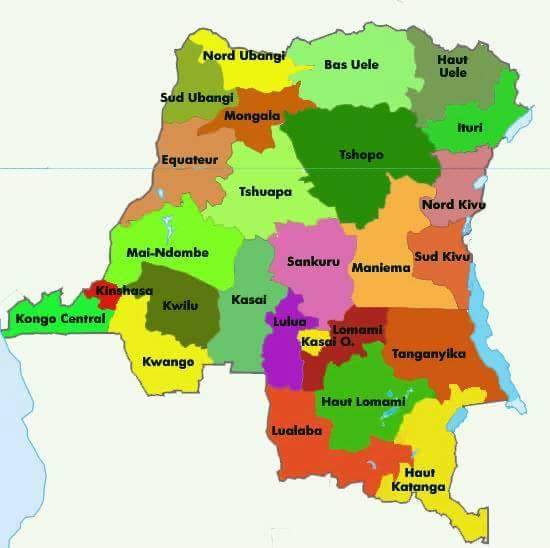 Nord Ubangi
Bas Uele
Haut
Uele
Sud Ubangi
Mongala
Ituri
Equateur
Tshopo
Tshuapa
Nord Kivu
Mai-Ndombe
Sankuru
Maniema
Sud Kivu
Kinshasa
Kwilu
Kasai
Kongo Central
Lulua
Lomami
Kasai O.
Tanganyika
Kwango
Haut Lomami
Lualaba
Haut
Katanga